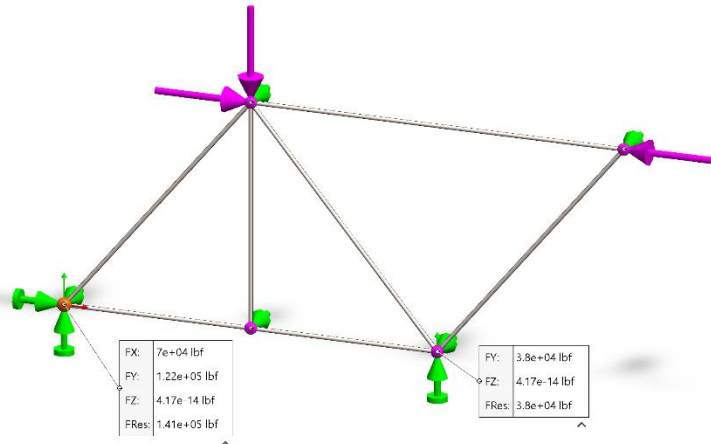 FX: 7e+04 lbf
FY: 1.22e+05 lbf
FZ: 4.17e-14 lbf
FRes: 1.41e+05 lbf
FY: 3.8e+04 lbf
FZ: 4.17e-14 lbf
FRes: 3.8e+04 lbf